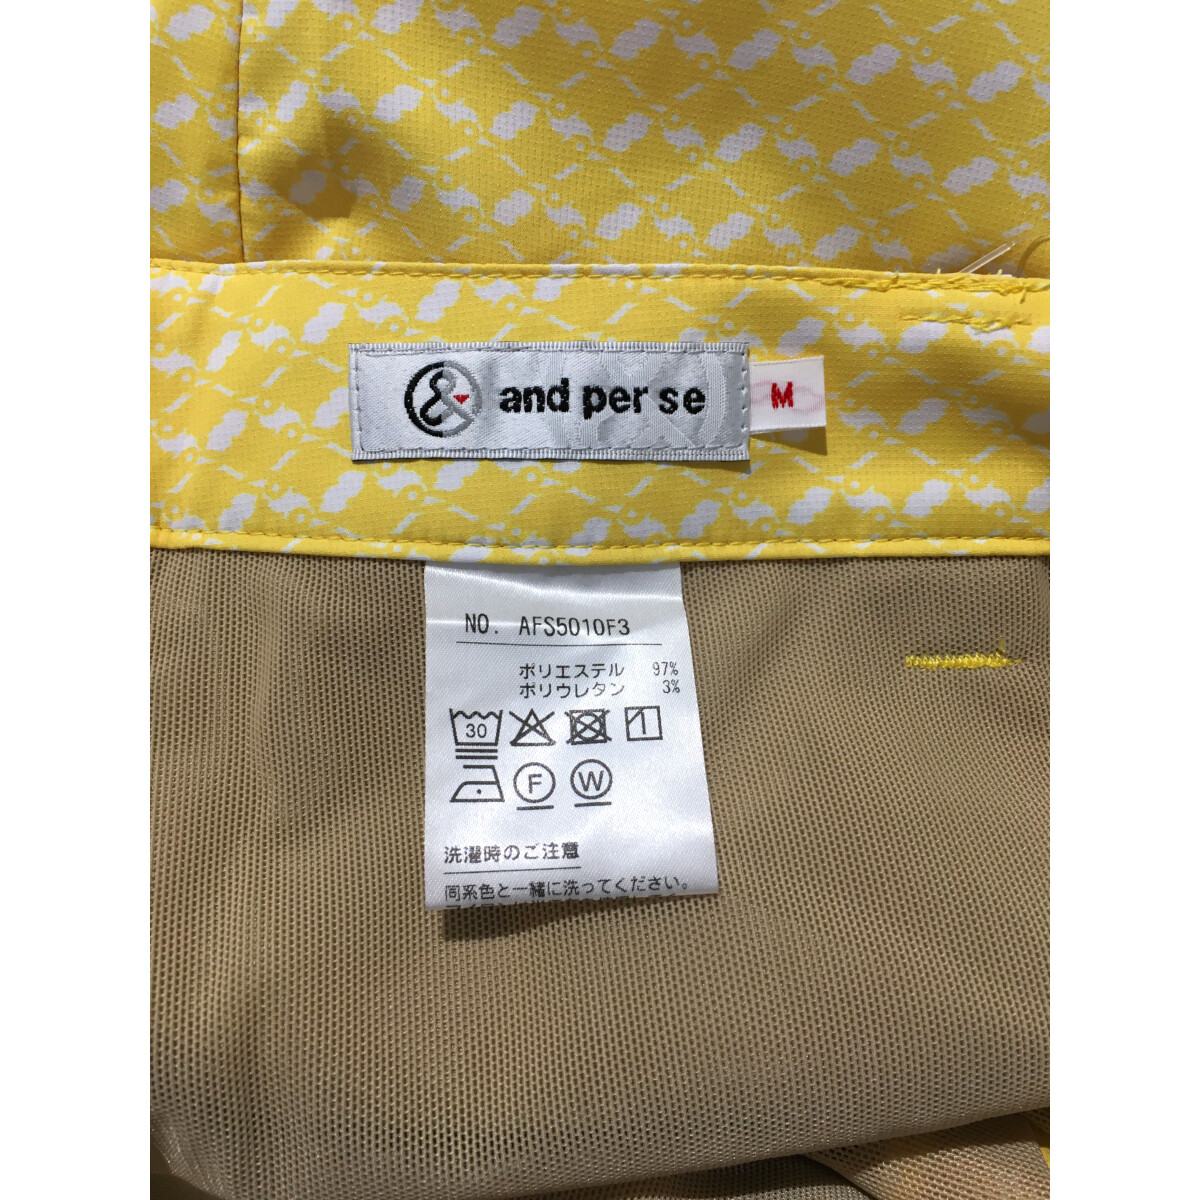 and per se
M
NO. AFS5010F3
ポリエステル 97%
ポリウレタン 3%
30
F W
洗濯時のご注意
同系色と一緒に洗ってください。